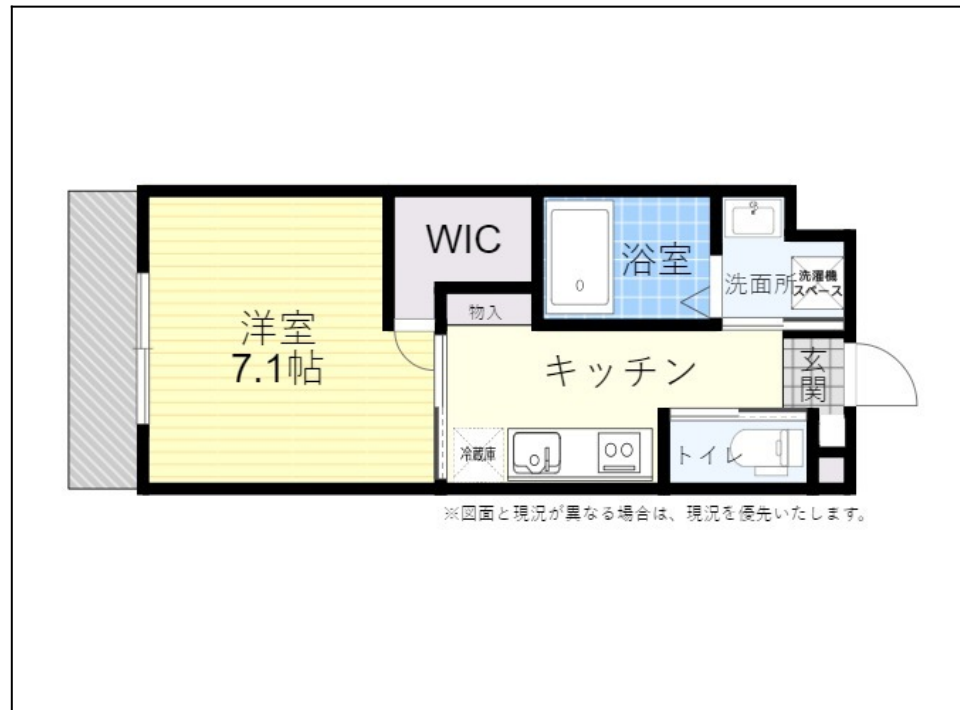 WIC
浴室
洗面所
洗濯機
スペース
物入
洋室
7.1帖
キッチン
玄
関
冷蔵庫
トイレ
※図面と現況が異なる場合は、現況を優先いたします。